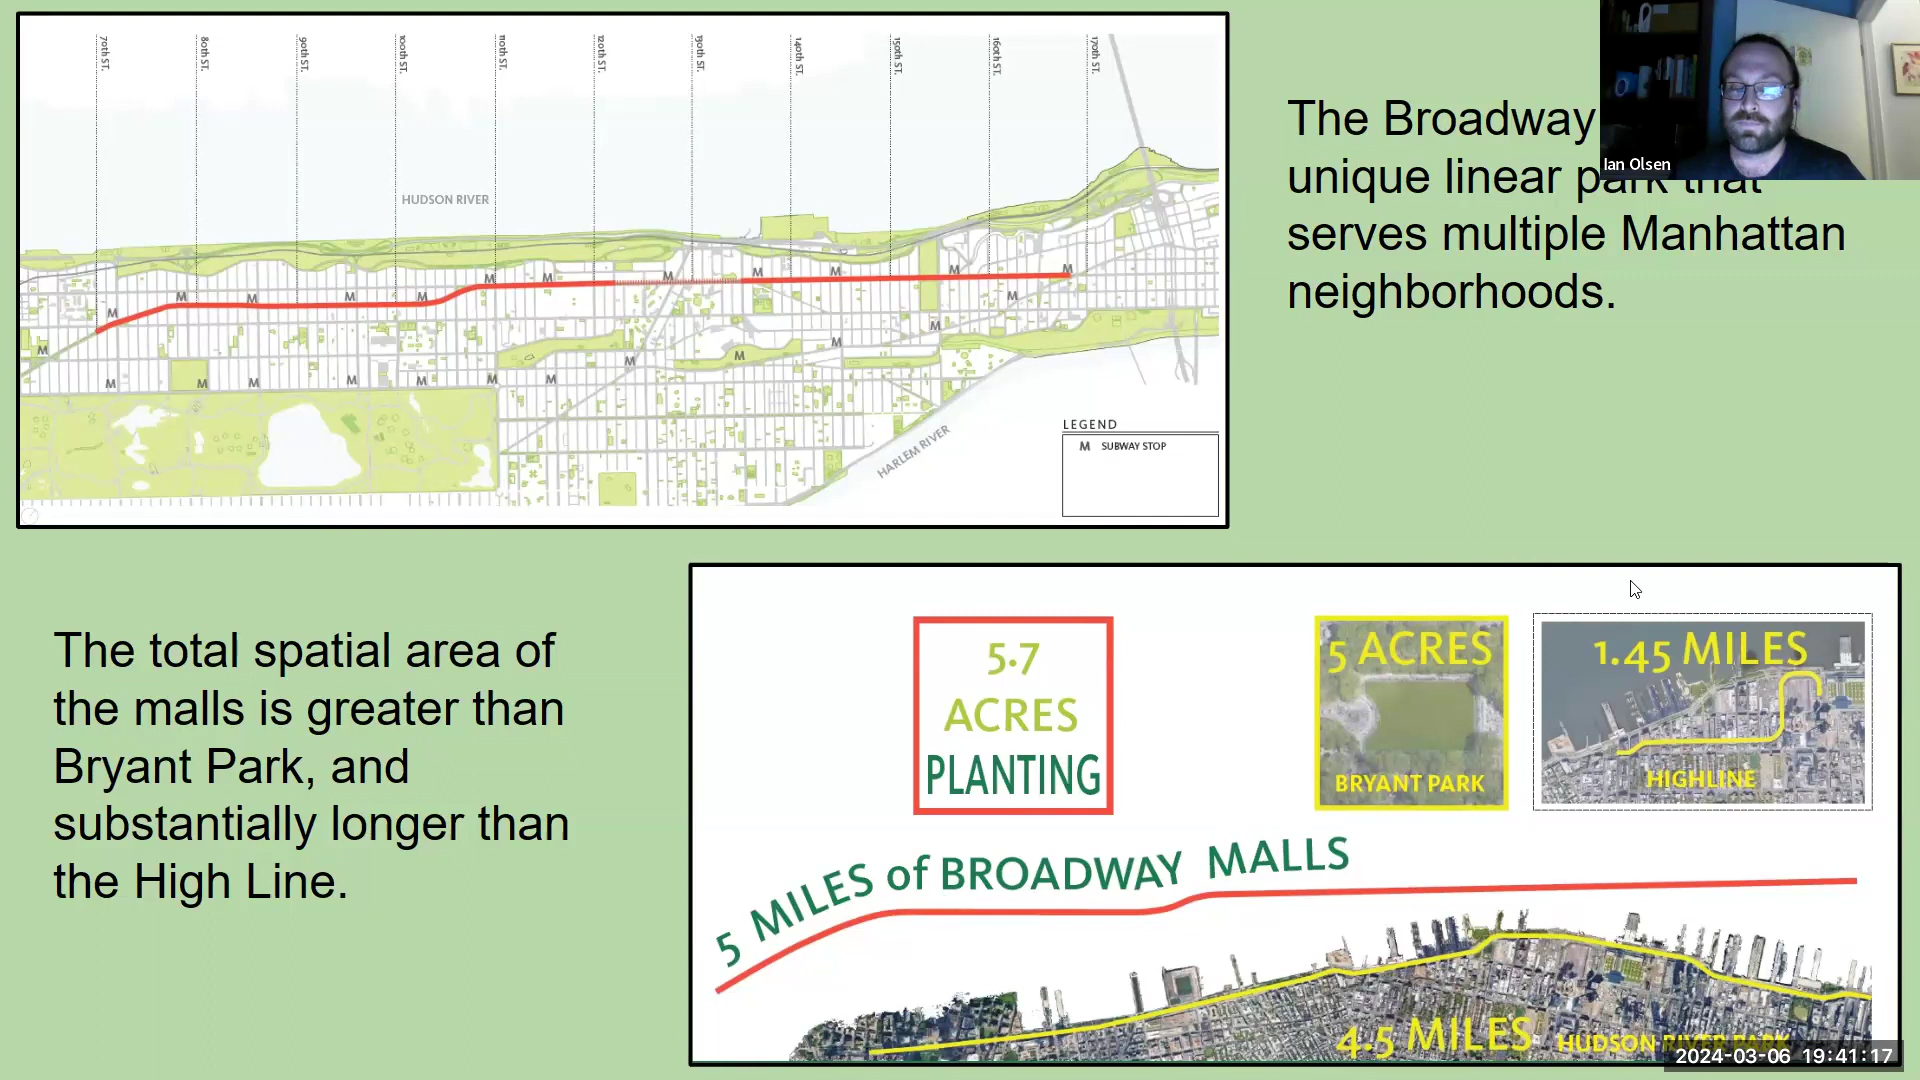 70th ST.
80th ST.
90th ST.
100th ST.
110th ST.
120th ST.
130th ST.
140th ST.
150th ST.
160th ST.
170th ST.
HUDSON RIVER
HARLEM RIVER
M M M M M M M M M M M M
M M M
M M M M
M M M M M M M
LEGEND
M SUBWAY STOP
The Broadway
unique linear park that
serves multiple Manhattan
neighborhoods.
Ian Olsen
The total spatial area of
the malls is greater than
Bryant Park, and
substantially longer than
the High Line.
5.7
ACRES
PLANTING
5 ACRES
BRYANT PARK
1.45 MILES
HIGHLINE
5 MILES of BROADWAY MALLS
4.5 MILES HUDSON RIVER PARK
2024-03-06 19:41:17